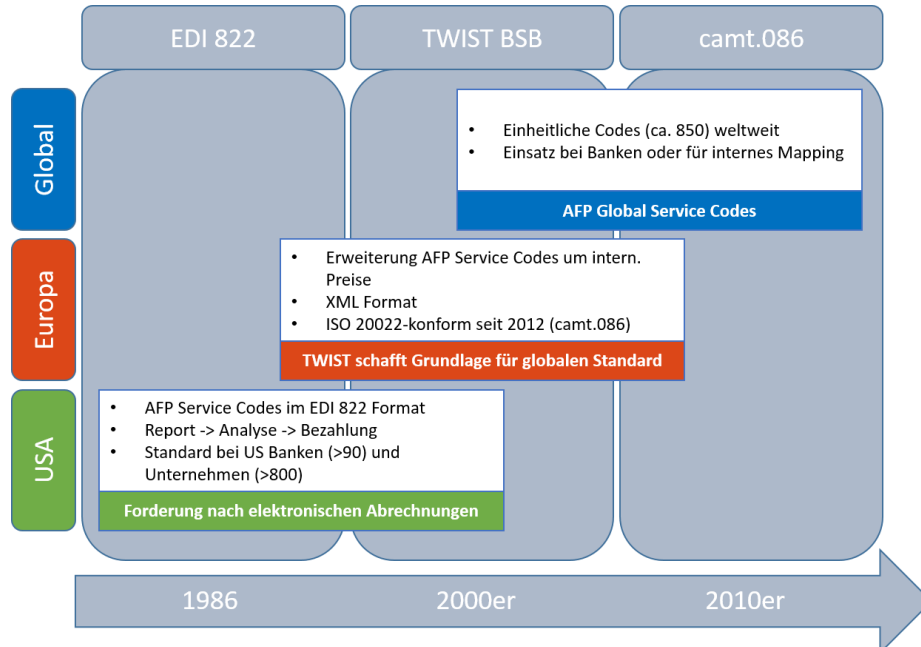 EDI 822
TWIST BSB
camt.086
Global
• Einheitliche Codes (ca. 850) weltweit
• Einsatz bei Banken oder für internes Mapping
AFP Global Service Codes
Europa
• Erweiterung AFP Service Codes um intern.
Preise
• XML Format
• ISO 20022-konform seit 2012 (camt.086)
TWIST schafft Grundlage für globalen Standard
USA
• AFP Service Codes im EDI 822 Format
• Report -> Analyse -> Bezahlung
• Standard bei US Banken (>90) und
Unternehmen (>800)
Forderung nach elektronischen Abrechnungen
1986
2000er
2010er